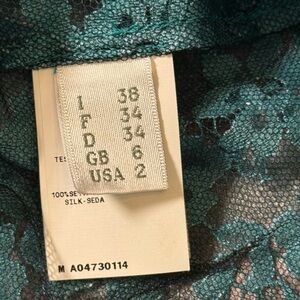 I 38
F 34
D 34
GB 6
USA 2
100%SE
SILK-SEDA
M A04730114